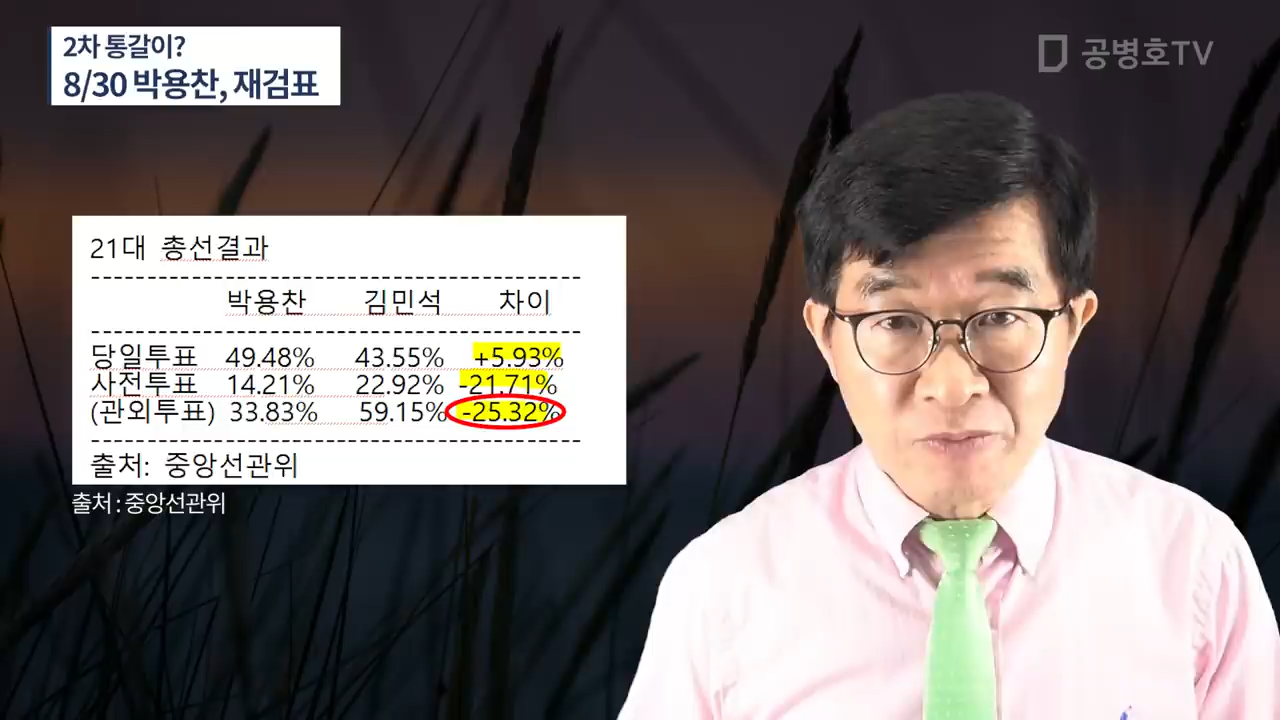 2차 통갈이?
8/30 박용찬, 재검표
공병호TV
21대 총선결과
박용찬 김민석 차이
당일투표 49.48% 43.55% +5.93%
사전투표 14.21% 22.92% -21.71%
(관외투표) 33.83% 59.15% -25.32%
출처: 중앙선관위
출처 : 중앙선관위